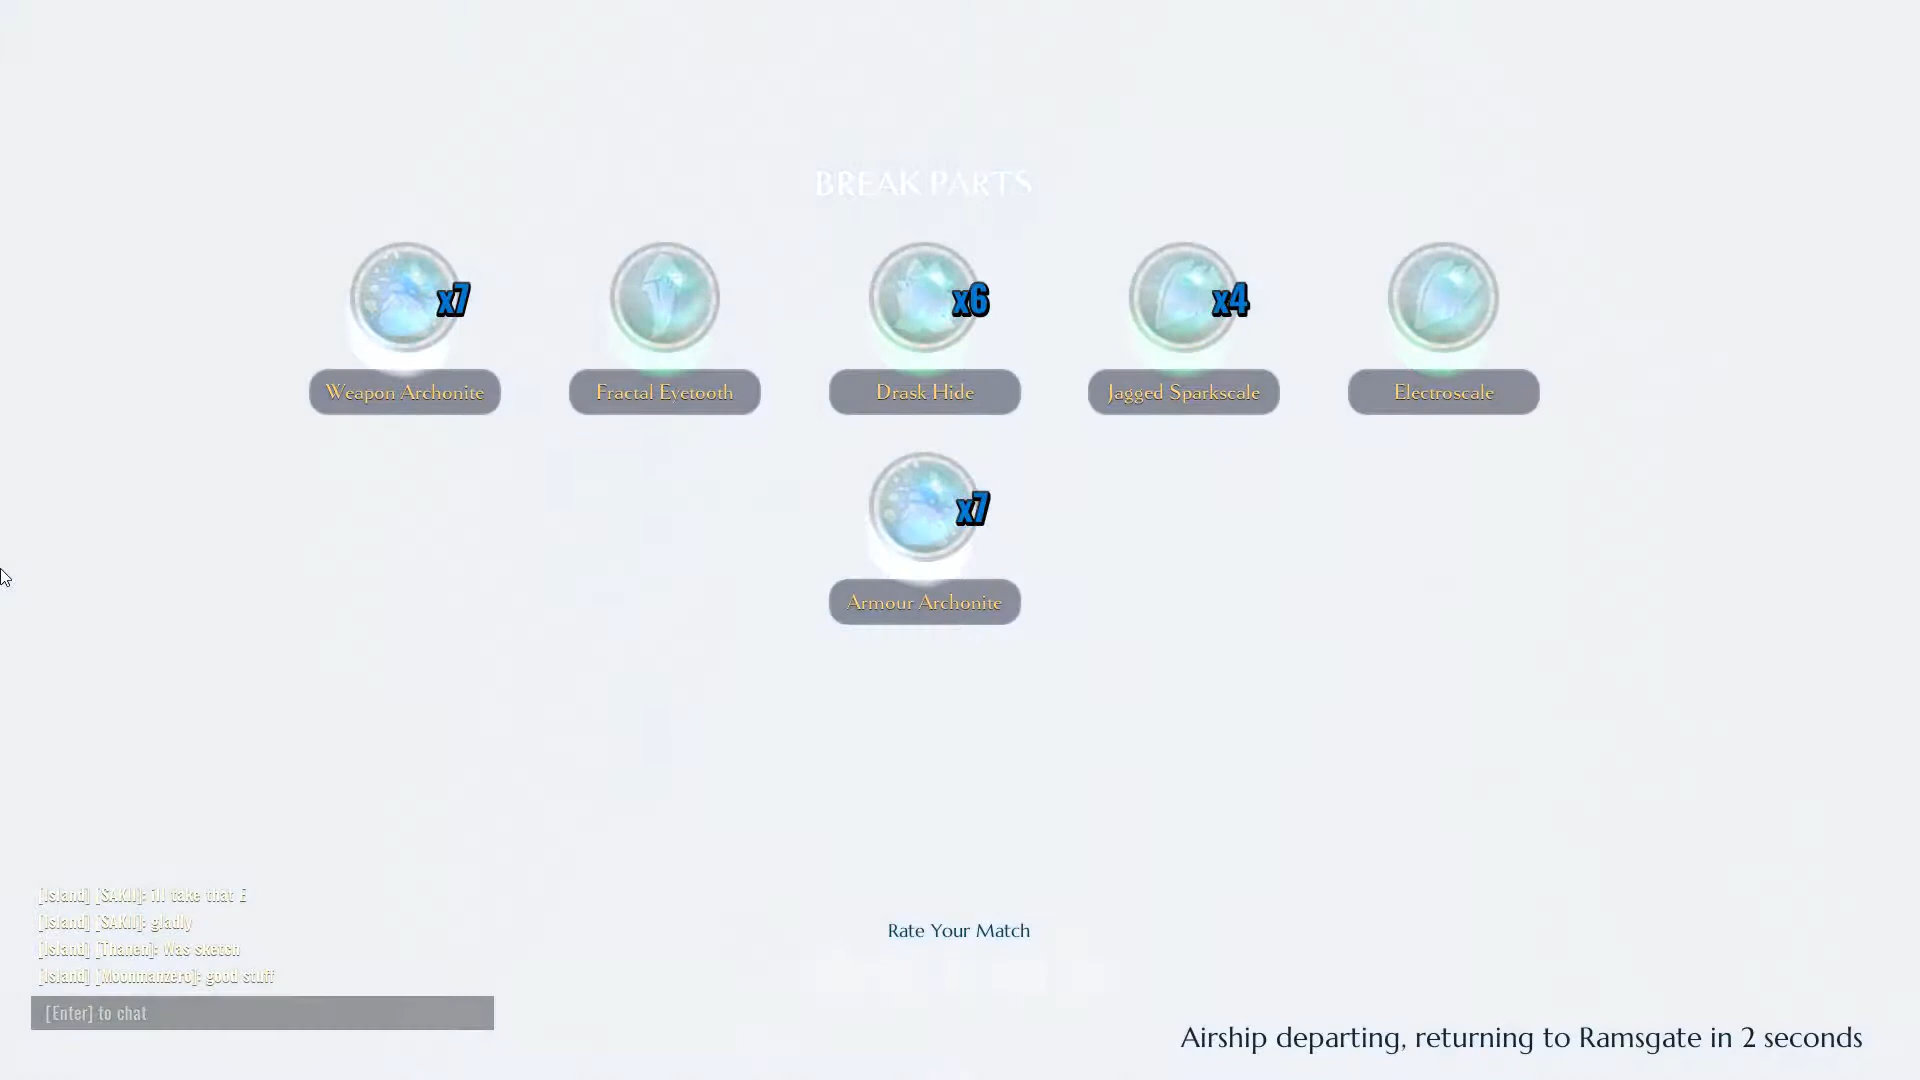 BREAK PARTS
x7
x6
x4
Weapon Archonite
Fractal Eyetooth
Drask Hide
Jagged Sparkscale
Electroscale
x7
Armour Archonite
[Island] [SAKII]: ill take that E
[Island] [SAKII]: gladly
[Island] [Thanen]: Was sketch
[Island] [Moonmanzero]: good stuff
[Enter] to chat
Rate Your Match
Airship departing, returning to Ramsgate in 2 seconds